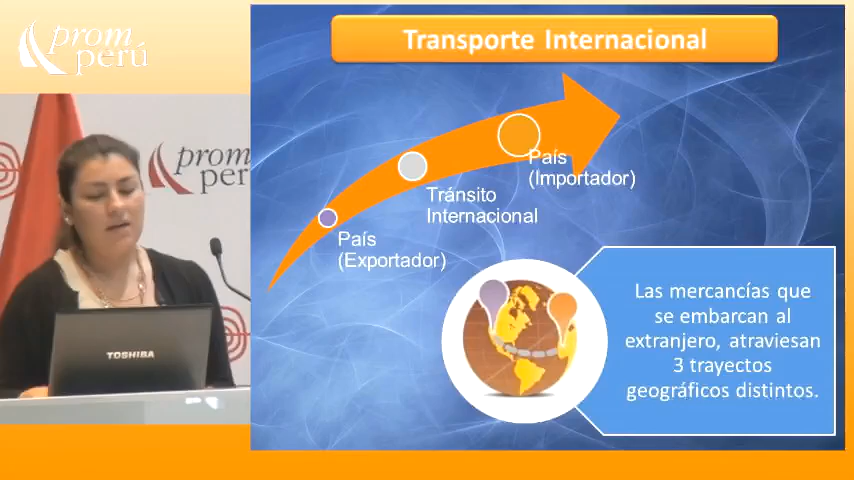 prom
perú
Transporte Internacional
prom
per
País
(Importador)
Tránsito
Internacional
País
(Exportador)
Las mercancías que
se embarcan al
extranjero, atraviesan
3 trayectos
geográficos distintos.
TOSHIBA